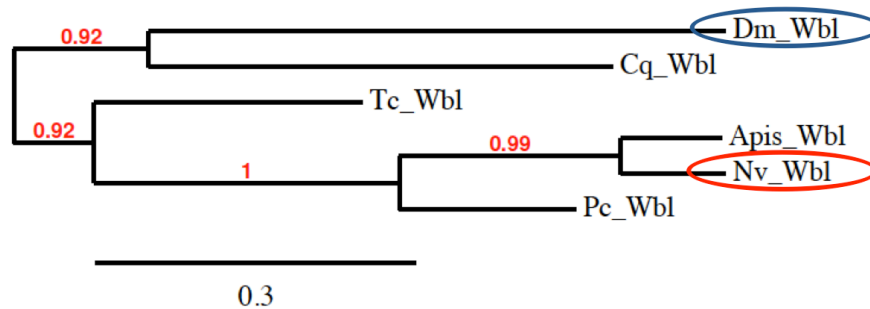 0.92
Dm_Wbl
Cq_Wbl
Tc_Wbl
0.92
Apis_Wbl
0.99
Nv_Wbl
1
Pc_Wbl
0.3